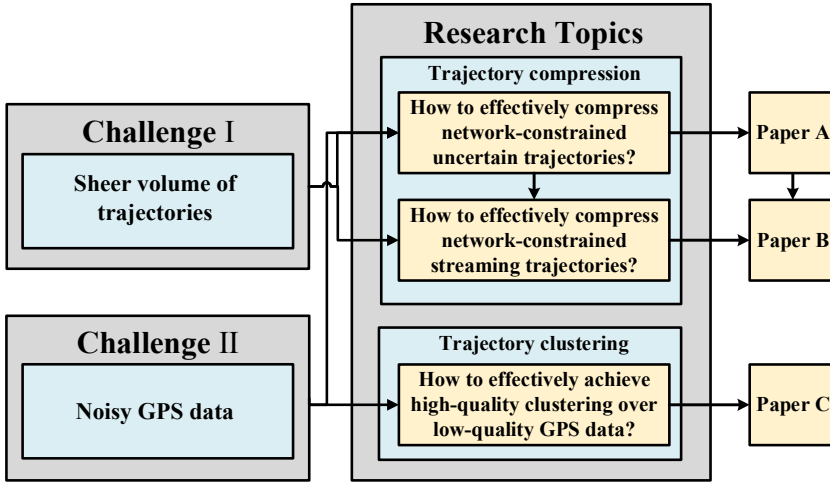 Research Topics
Trajectory compression
How to effectively compress
network-constrained
uncertain trajectories?
Paper A
Challenge I
Sheer volume of
trajectories
How to effectively compress
network-constrained
streaming trajectories?
Paper B
Challenge II
Noisy GPS data
Trajectory clustering
How to effectively achieve
high-quality clustering over
low-quality GPS data?
Paper C